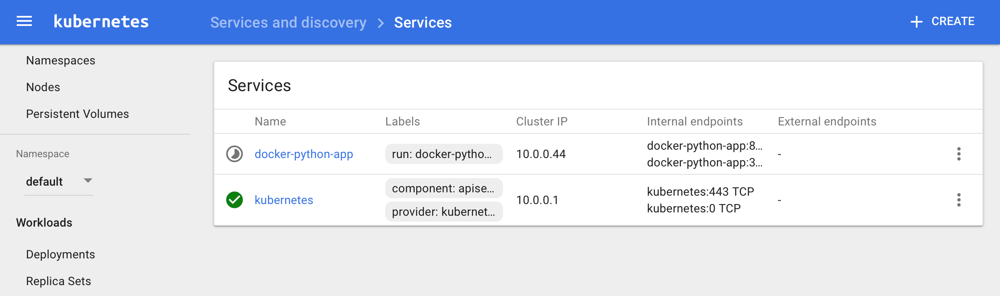 kubernetes
Services and discovery > Services
+ CREATE
Namespaces
Nodes
Persistent Volumes
Namespace
default
Workloads
Deployments
Replica Sets
Services
Name Labels Cluster IP Internal endpoints External endpoints
docker-python-app run: docker-pytho... 10.0.0.44 docker-python-app:8... -
docker-python-app:3...
kubernetes component: apise... 10.0.0.1 kubernetes:443 TCP -
provider: kubernet... kubernetes:0 TCP